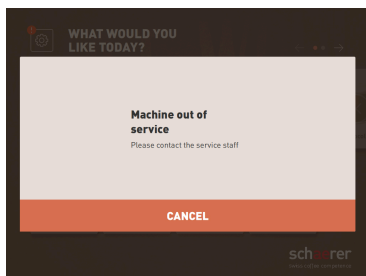 WHAT WOULD YOU
LIKE TODAY?
Machine out of
service
Please contact the service staff
CANCEL
schaerer